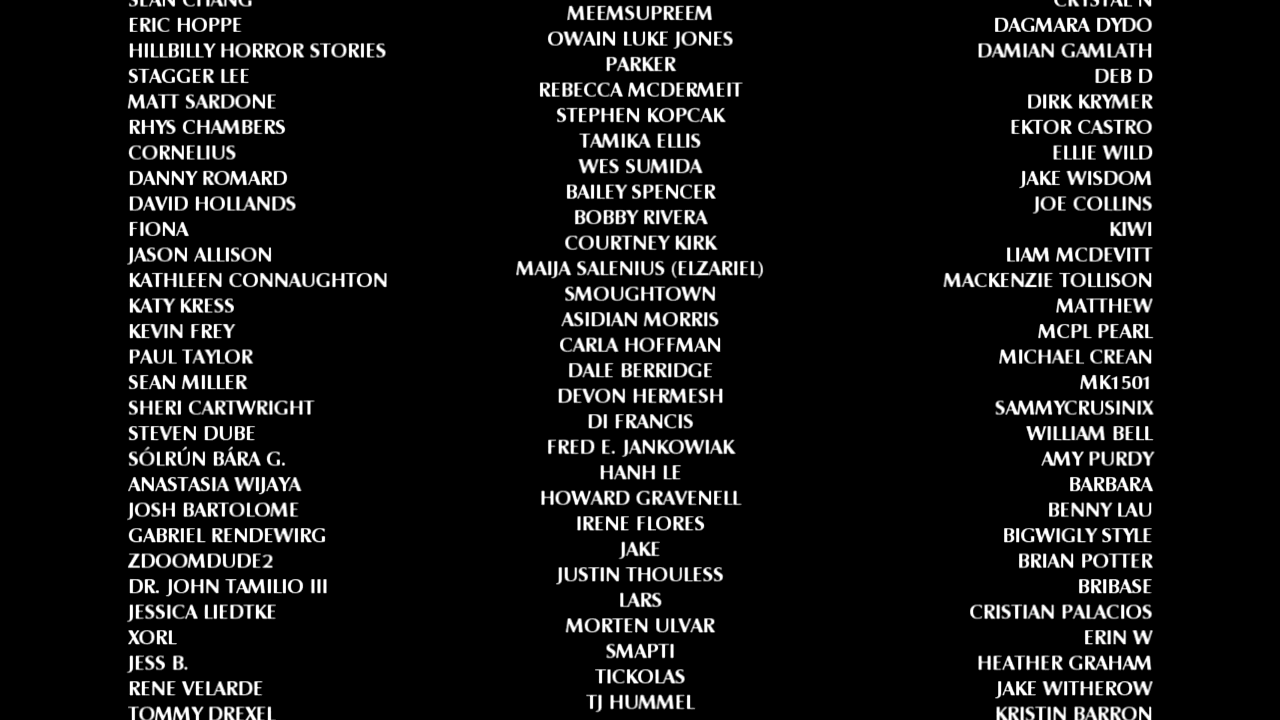 SEAN CHANG
ERIC HOPPE
HILLBILLY HORROR STORIES
STAGGER LEE
MATT SARDONE
RHYS CHAMBERS
CORNELIUS
DANNY ROMARD
DAVID HOLLANDS
FIONA
JASON ALLISON
KATHLEEN CONNAUGHTON
KATY KRESS
KEVIN FREY
PAUL TAYLOR
SEAN MILLER
SHERI CARTWRIGHT
STEVEN DUBE
SÓLRÚN BÁRA G.
ANASTASIA WIJAYA
JOSH BARTOLOME
GABRIEL RENDEWIRG
ZDOOMDUDE2
DR. JOHN TAMILIO III
JESSICA LIEDTKE
XORL
JESS B.
RENE VELARDE
TOMMY DREXEL
MEEMSUPREEM
OWAIN LUKE JONES
PARKER
REBECCA MCDERMEIT
STEPHEN KOPCAK
TAMIKA ELLIS
WES SUMIDA
BAILEY SPENCER
BOBBY RIVERA
COURTNEY KIRK
MAIJA SALENIUS (ELZARIEL)
SMOUGHTOWN
ASIDIAN MORRIS
CARLA HOFFMAN
DALE BERRIDGE
DEVON HERMESH
DI FRANCIS
FRED E. JANKOWIAK
HANH LE
HOWARD GRAVENELL
IRENE FLORES
JAKE
JUSTIN THOULESS
LARS
MORTEN ULVAR
SMAPTI
TICKOLAS
TJ HUMMEL
CRYSTAL N
DAGMARA DYDO
DAMIAN GAMLATH
DEB D
DIRK KRYMER
EKTOR CASTRO
ELLIE WILD
JAKE WISDOM
JOE COLLINS
KIWI
LIAM MCDEVITT
MACKENZIE TOLLISON
MATTHEW
MCPL PEARL
MICHAEL CREAN
MK1501
SAMMYCRUSINIX
WILLIAM BELL
AMY PURDY
BARBARA
BENNY LAU
BIGWIGLY STYLE
BRIAN POTTER
BRIBASE
CRISTIAN PALACIOS
ERIN W
HEATHER GRAHAM
JAKE WITHEROW
KRISTIN BARRON